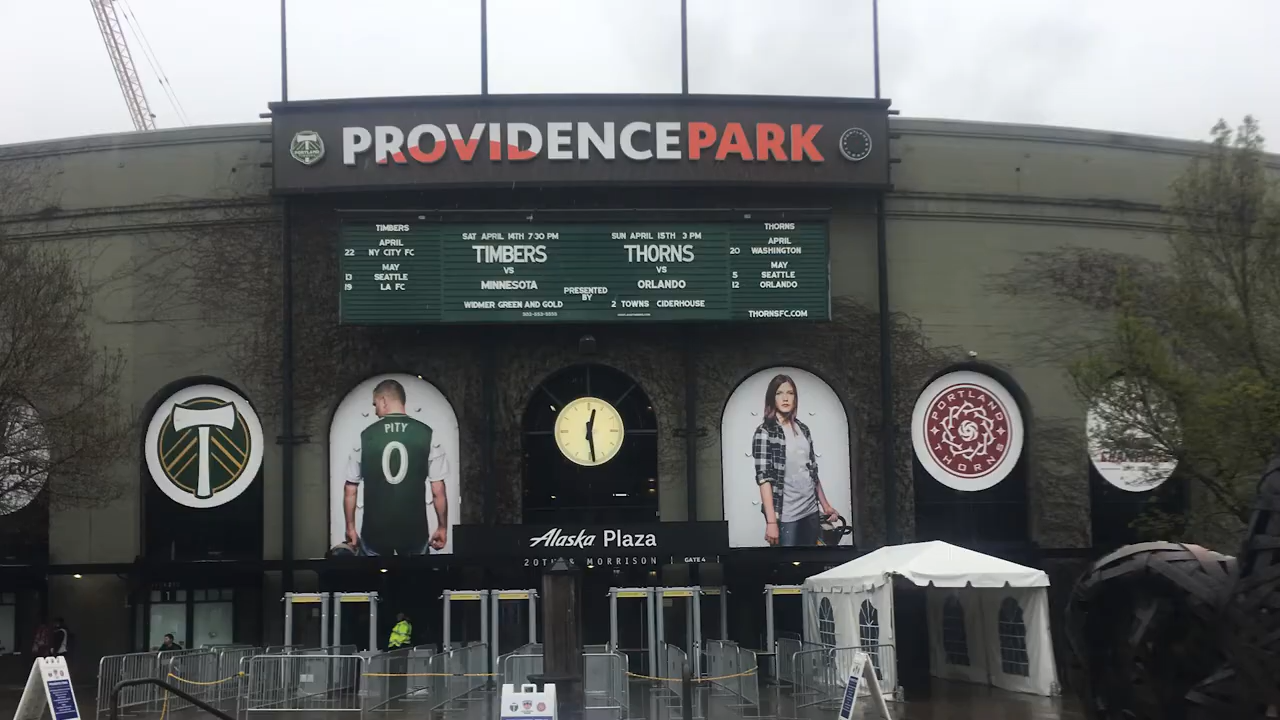 PROVIDENCEPARK
TIMBERS
APRIL
22 NY CITY FC
MAY
13 SEATTLE
19 LA FC
SAT APRIL 14TH 7:30 PM
TIMBERS
VS
MINNESOTA
WIDMER GREEN AND GOLD
PRESENTED
BY
SUN APRIL 15TH 3 PM
THORNS
VS
ORLANDO
2 TOWNS CIDERHOUSE
THORNS
APRIL
20 WASHINGTON
MAY
5 SEATTLE
12 ORLANDO
THORNSFC.COM
PITY
0
PORTLAND
THORNS
Alaska Plaza
20TH & MORRISON | GATE 4 |